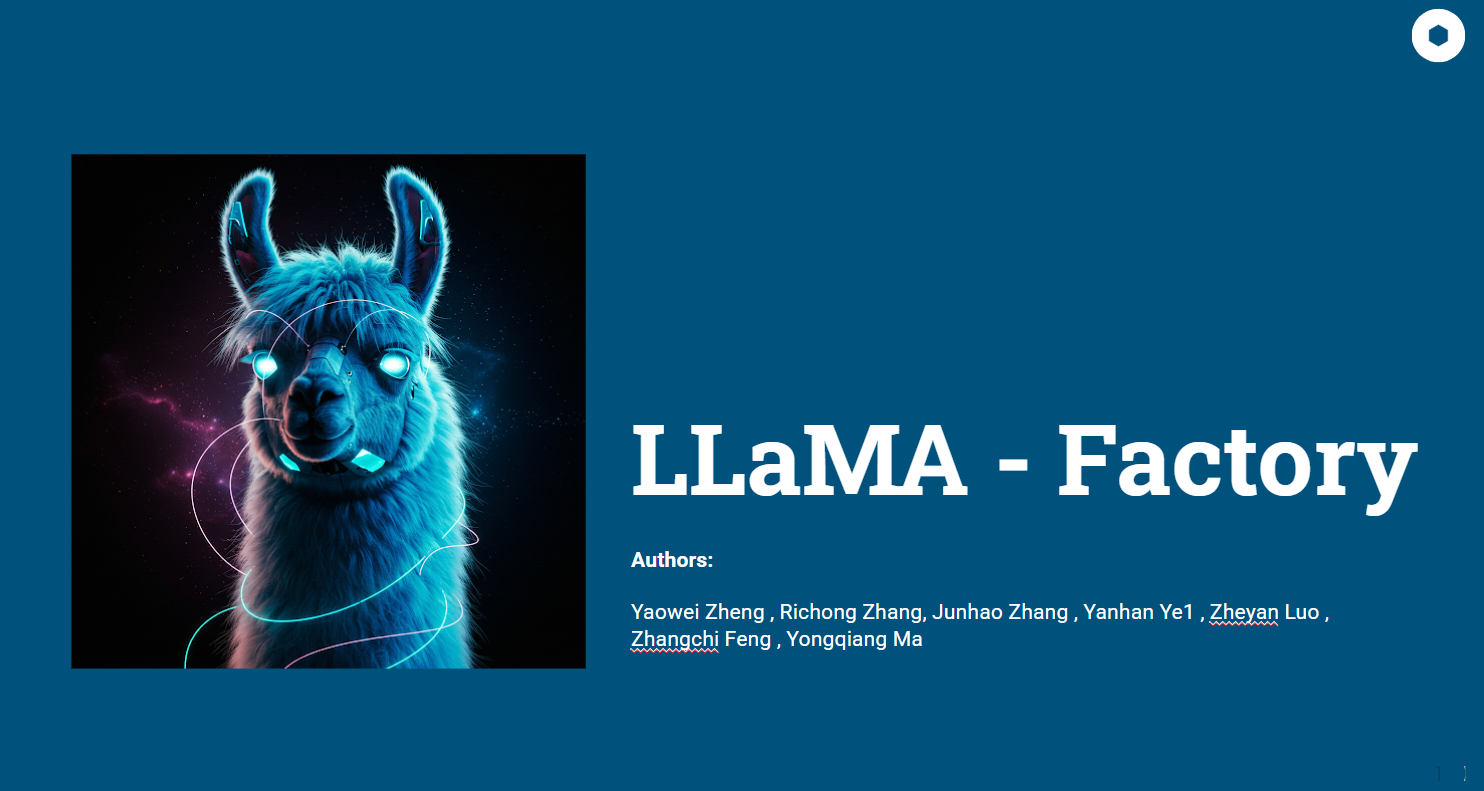 LLaMA - Factory
Authors:
Yaowei Zheng , Richong Zhang, Junhao Zhang , Yanhan Ye1 , Zheyan Luo ,
Zhangchi Feng , Yongqiang Ma